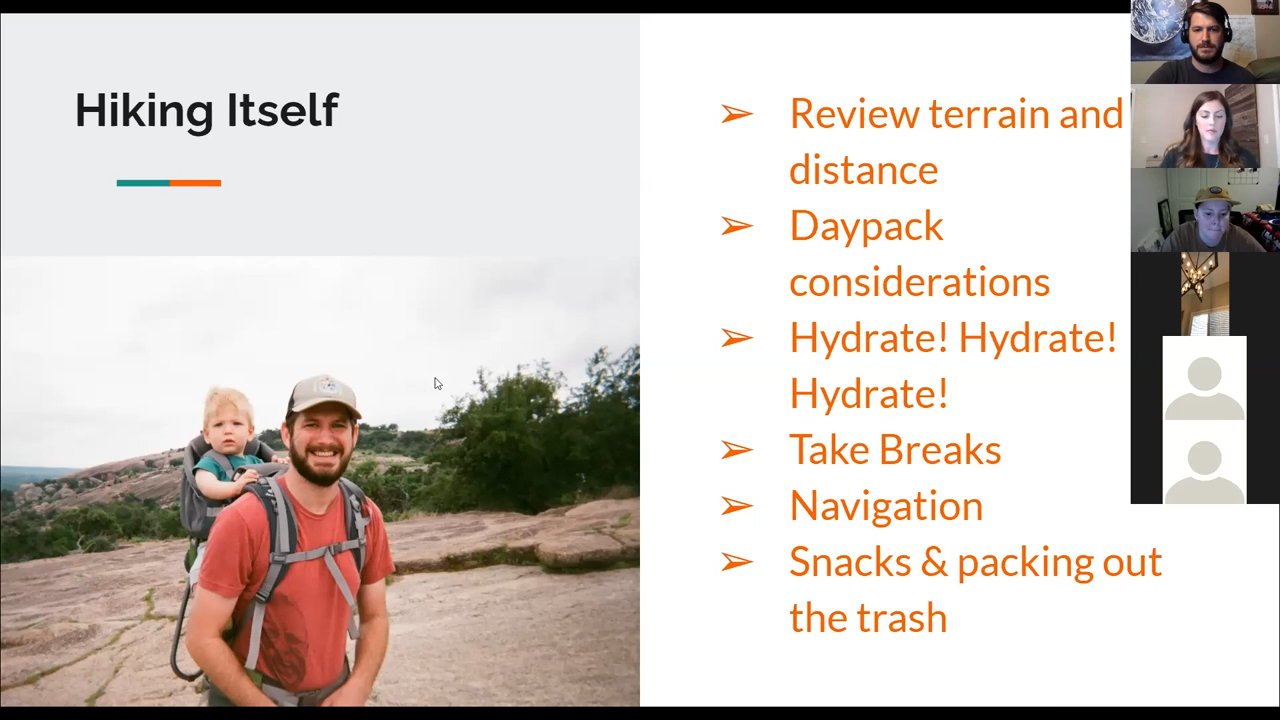 Hiking Itself
➢ Review terrain and
distance
➢ Daypack
considerations
➢ Hydrate! Hydrate!
Hydrate!
➢ Take Breaks
➢ Navigation
➢ Snacks & packing out
the trash